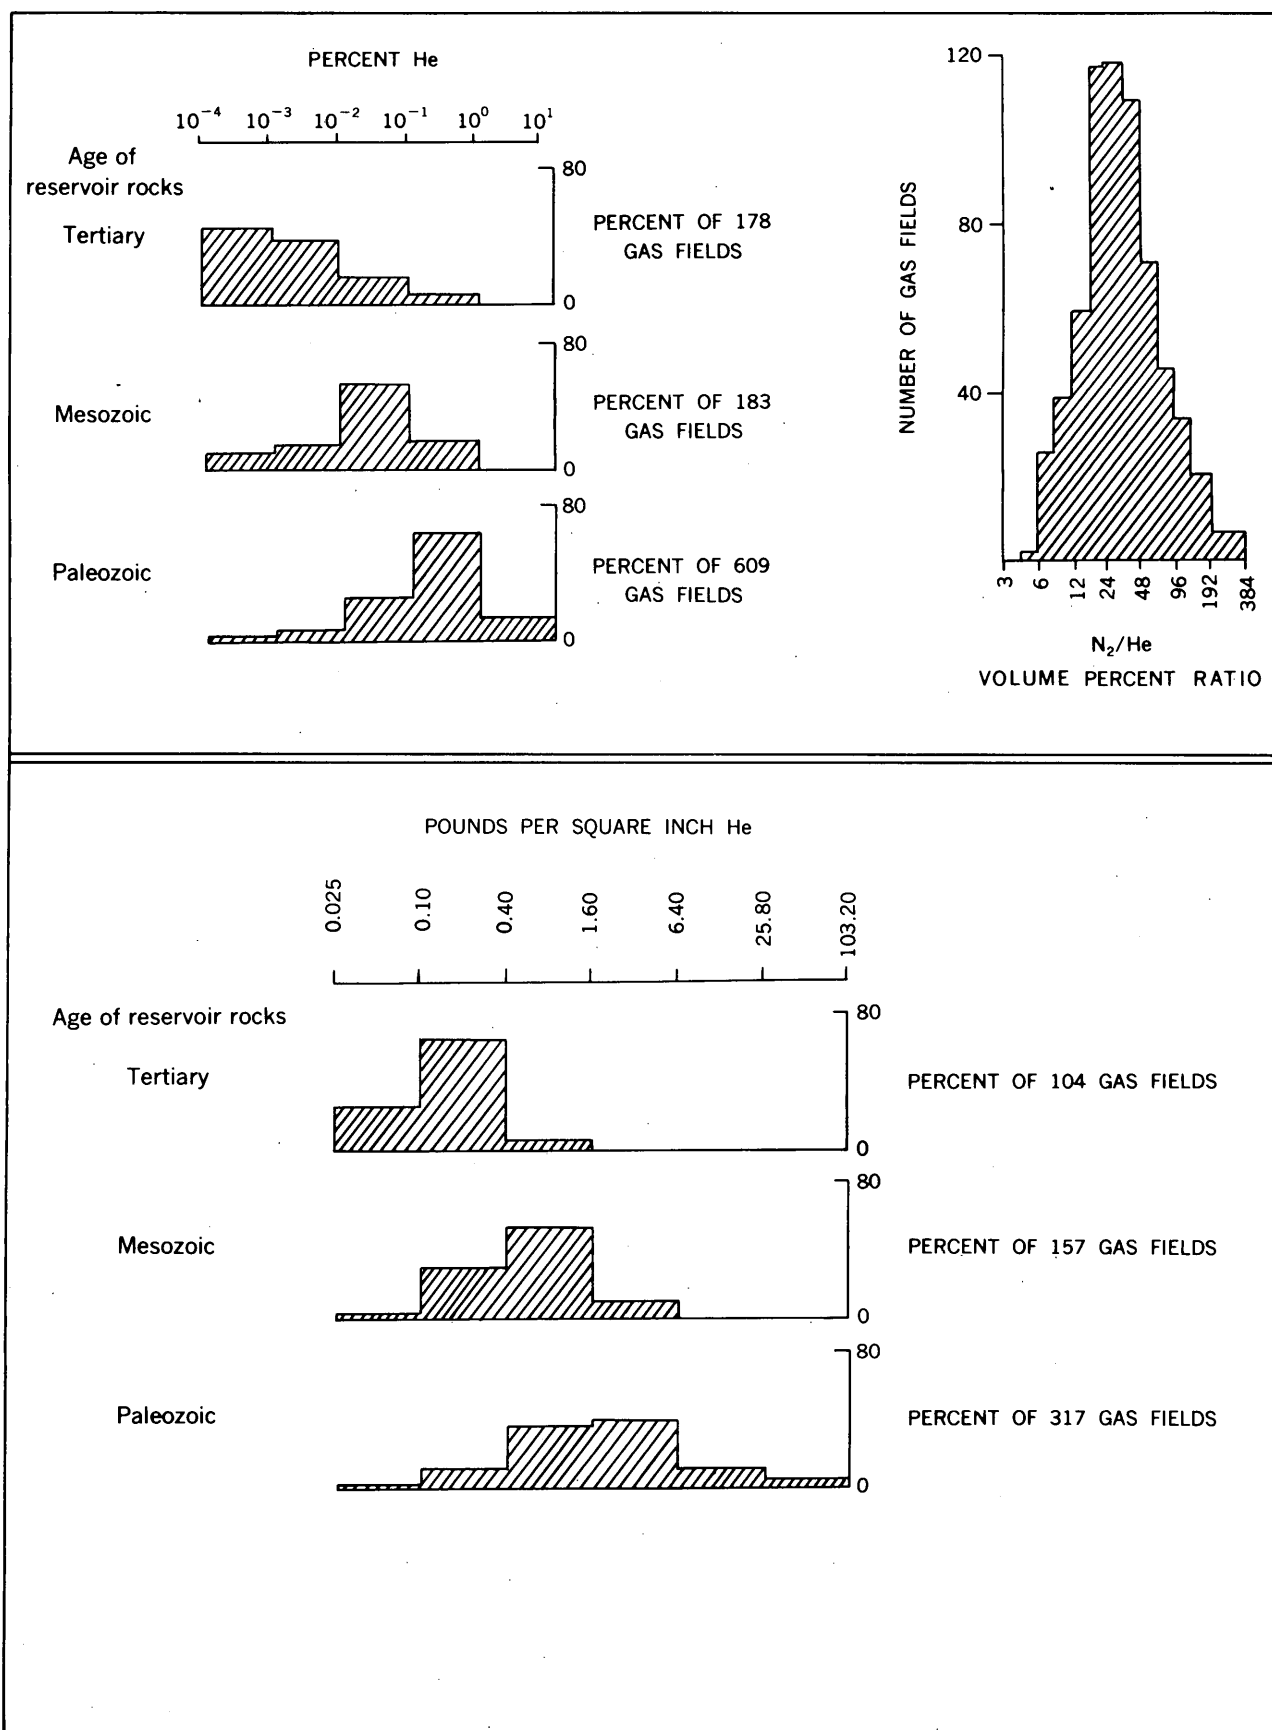 PERCENT He
10⁻⁴ 10⁻³ 10⁻² 10⁻¹ 10⁰ 10¹
Age of
reservoir rocks
Tertiary
80
0
PERCENT OF 178
GAS FIELDS
Mesozoic
80
0
PERCENT OF 183
GAS FIELDS
Paleozoic
80
0
PERCENT OF 609
GAS FIELDS
NUMBER OF GAS FIELDS
120
80
40
3 6 12 24 48 96 192 384
N₂/He
VOLUME PERCENT RATIO
POUNDS PER SQUARE INCH He
0.025 0.10 0.40 1.60 6.40 25.80 103.20
Age of reservoir rocks
Tertiary
80
0
PERCENT OF 104 GAS FIELDS
Mesozoic
80
0
PERCENT OF 157 GAS FIELDS
Paleozoic
80
0
PERCENT OF 317 GAS FIELDS